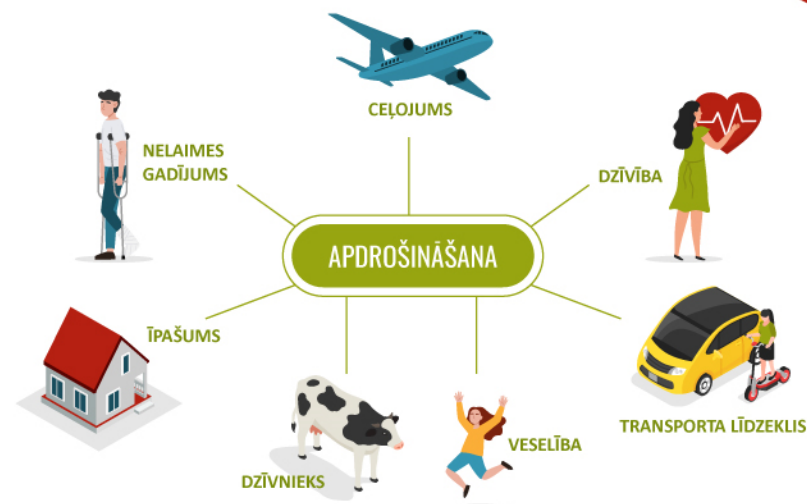 CEĻOJUMS
NELAIMES
GADĪJUMS
DZĪVĪBA
APDROŠINĀŠANA
ĪPAŠUMS
TRANSPORTA LĪDZEKLIS
VESELĪBA
DZĪVNIEKS